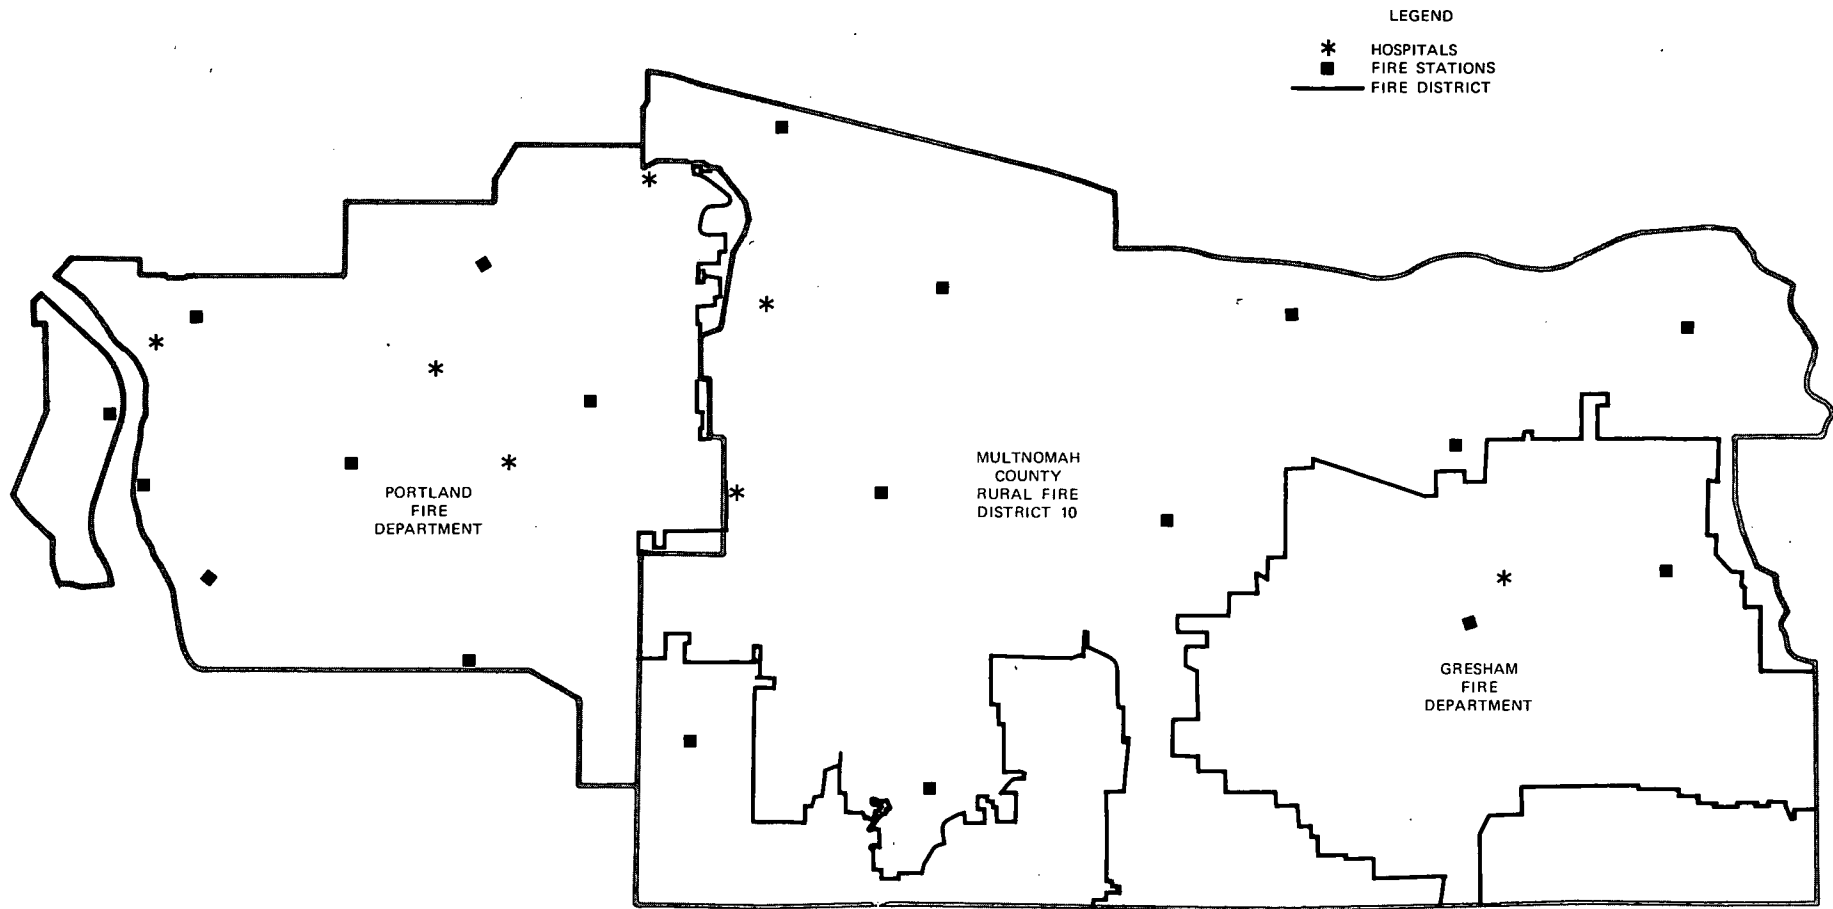 LEGEND
HOSPITALS
FIRE STATIONS
FIRE DISTRICT
PORTLAND
FIRE
DEPARTMENT
MULTNOMAH
COUNTY
RURAL FIRE
DISTRICT 10
GRESHAM
FIRE
DEPARTMENT